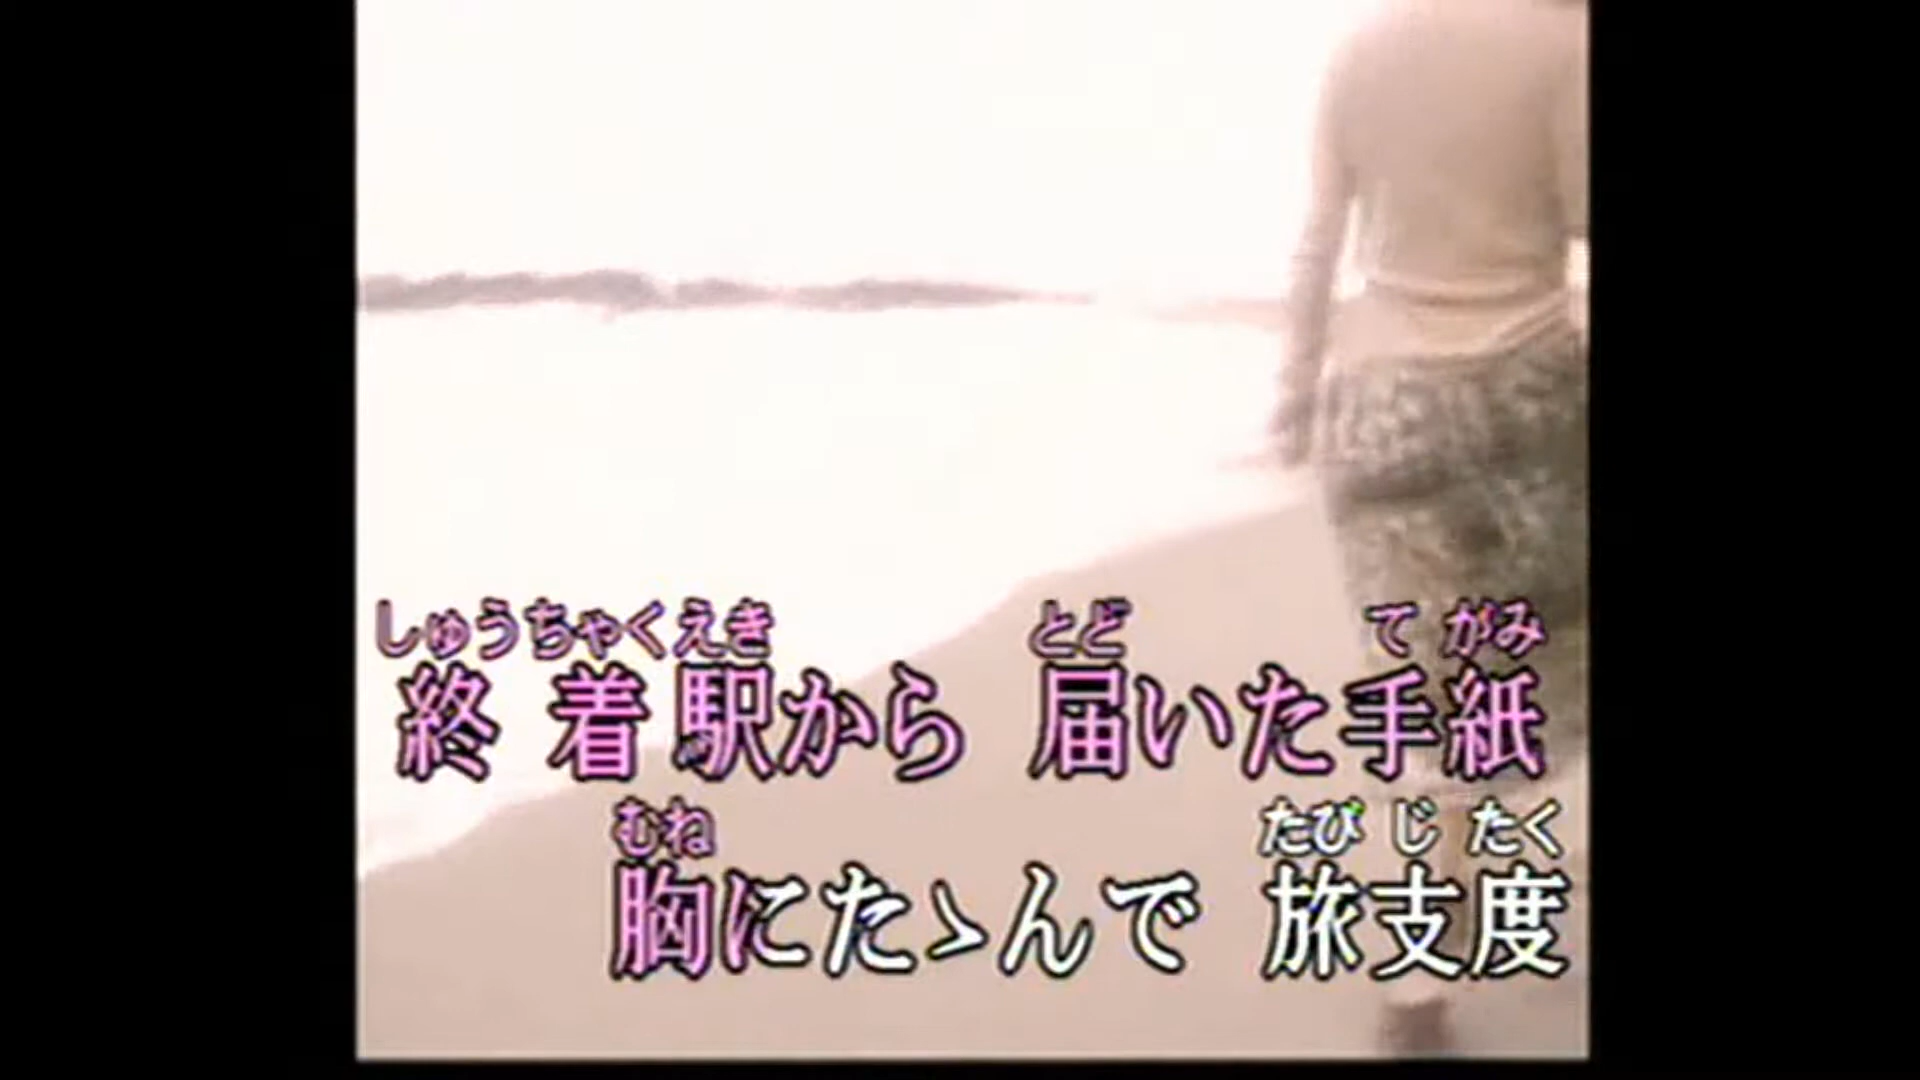 しゅうちゃくえき とど てがみ
終着駅から 届いた手紙
むね たびじたく
胸にたゝんで 旅支度